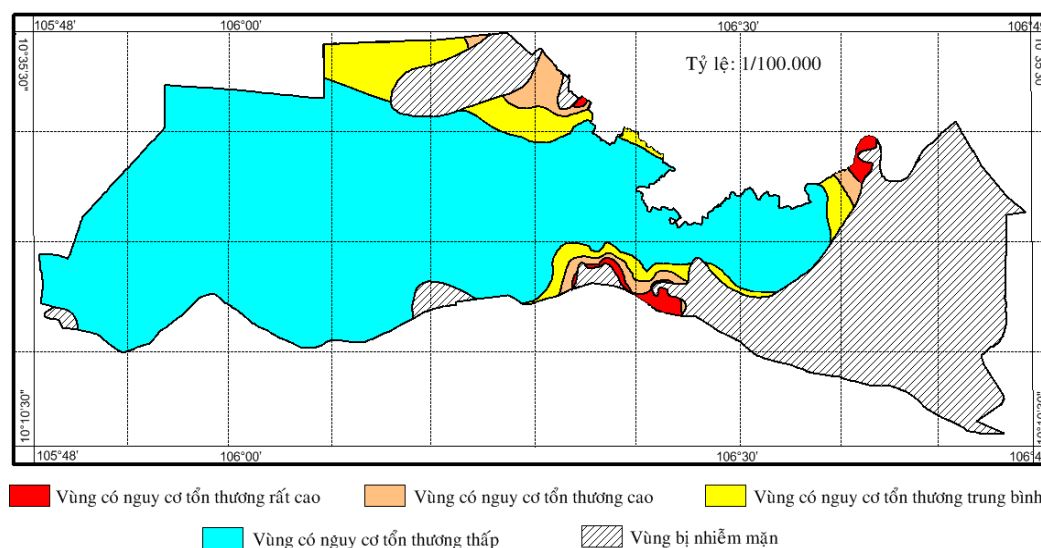 105°48' 106°00' 106°30' 106°49'
10°35'30"
10°35'30"
Tỷ lệ: 1/100.000
10°10'30"
10°10'30"
105°48' 106°00' 106°30'
Vùng có nguy cơ tổn thương rất cao
Vùng có nguy cơ tổn thương cao
Vùng có nguy cơ tổn thương trung bình
Vùng có nguy cơ tổn thương thấp
Vùng bị nhiễm mặn